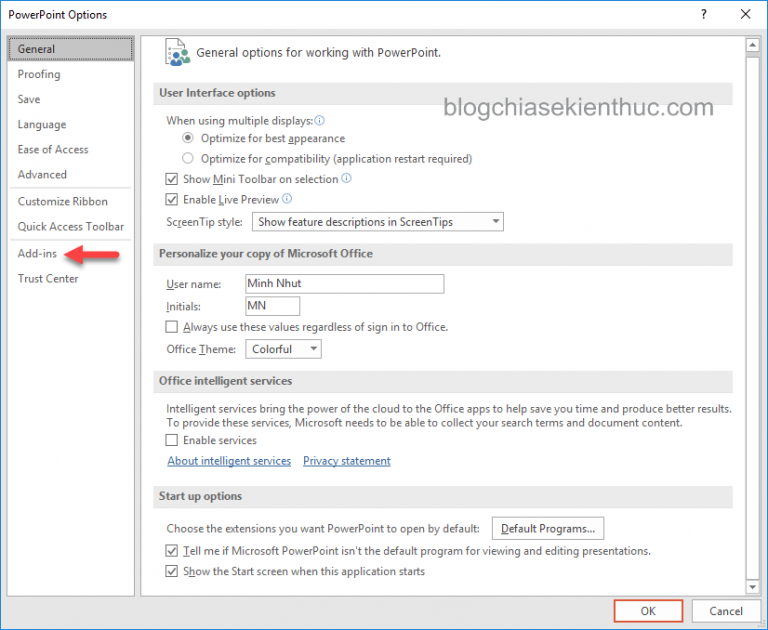 PowerPoint Options
?
General
Proofing
Save
Language
Ease of Access
Advanced
Customize Ribbon
Quick Access Toolbar
Add-ins
Trust Center
General options for working with PowerPoint.
User Interface options
blogchiasekienthuc.com
When using multiple displays:
Optimize for best appearance
Optimize for compatibility (application restart required)
Show Mini Toolbar on selection
Enable Live Preview
ScreenTip style: Show feature descriptions in ScreenTips
Personalize your copy of Microsoft Office
User name: Minh Nhut
Initials: MN
Always use these values regardless of sign in to Office.
Office Theme: Colorful
Office intelligent services
Intelligent services bring the power of the cloud to the Office apps to help save you time and produce better results.
To provide these services, Microsoft needs to be able to collect your search terms and document content.
Enable services
About intelligent services Privacy statement
Start up options
Choose the extensions you want PowerPoint to open by default: Default Programs...
Tell me if Microsoft PowerPoint isn't the default program for viewing and editing presentations.
Show the Start screen when this application starts
OK Cancel